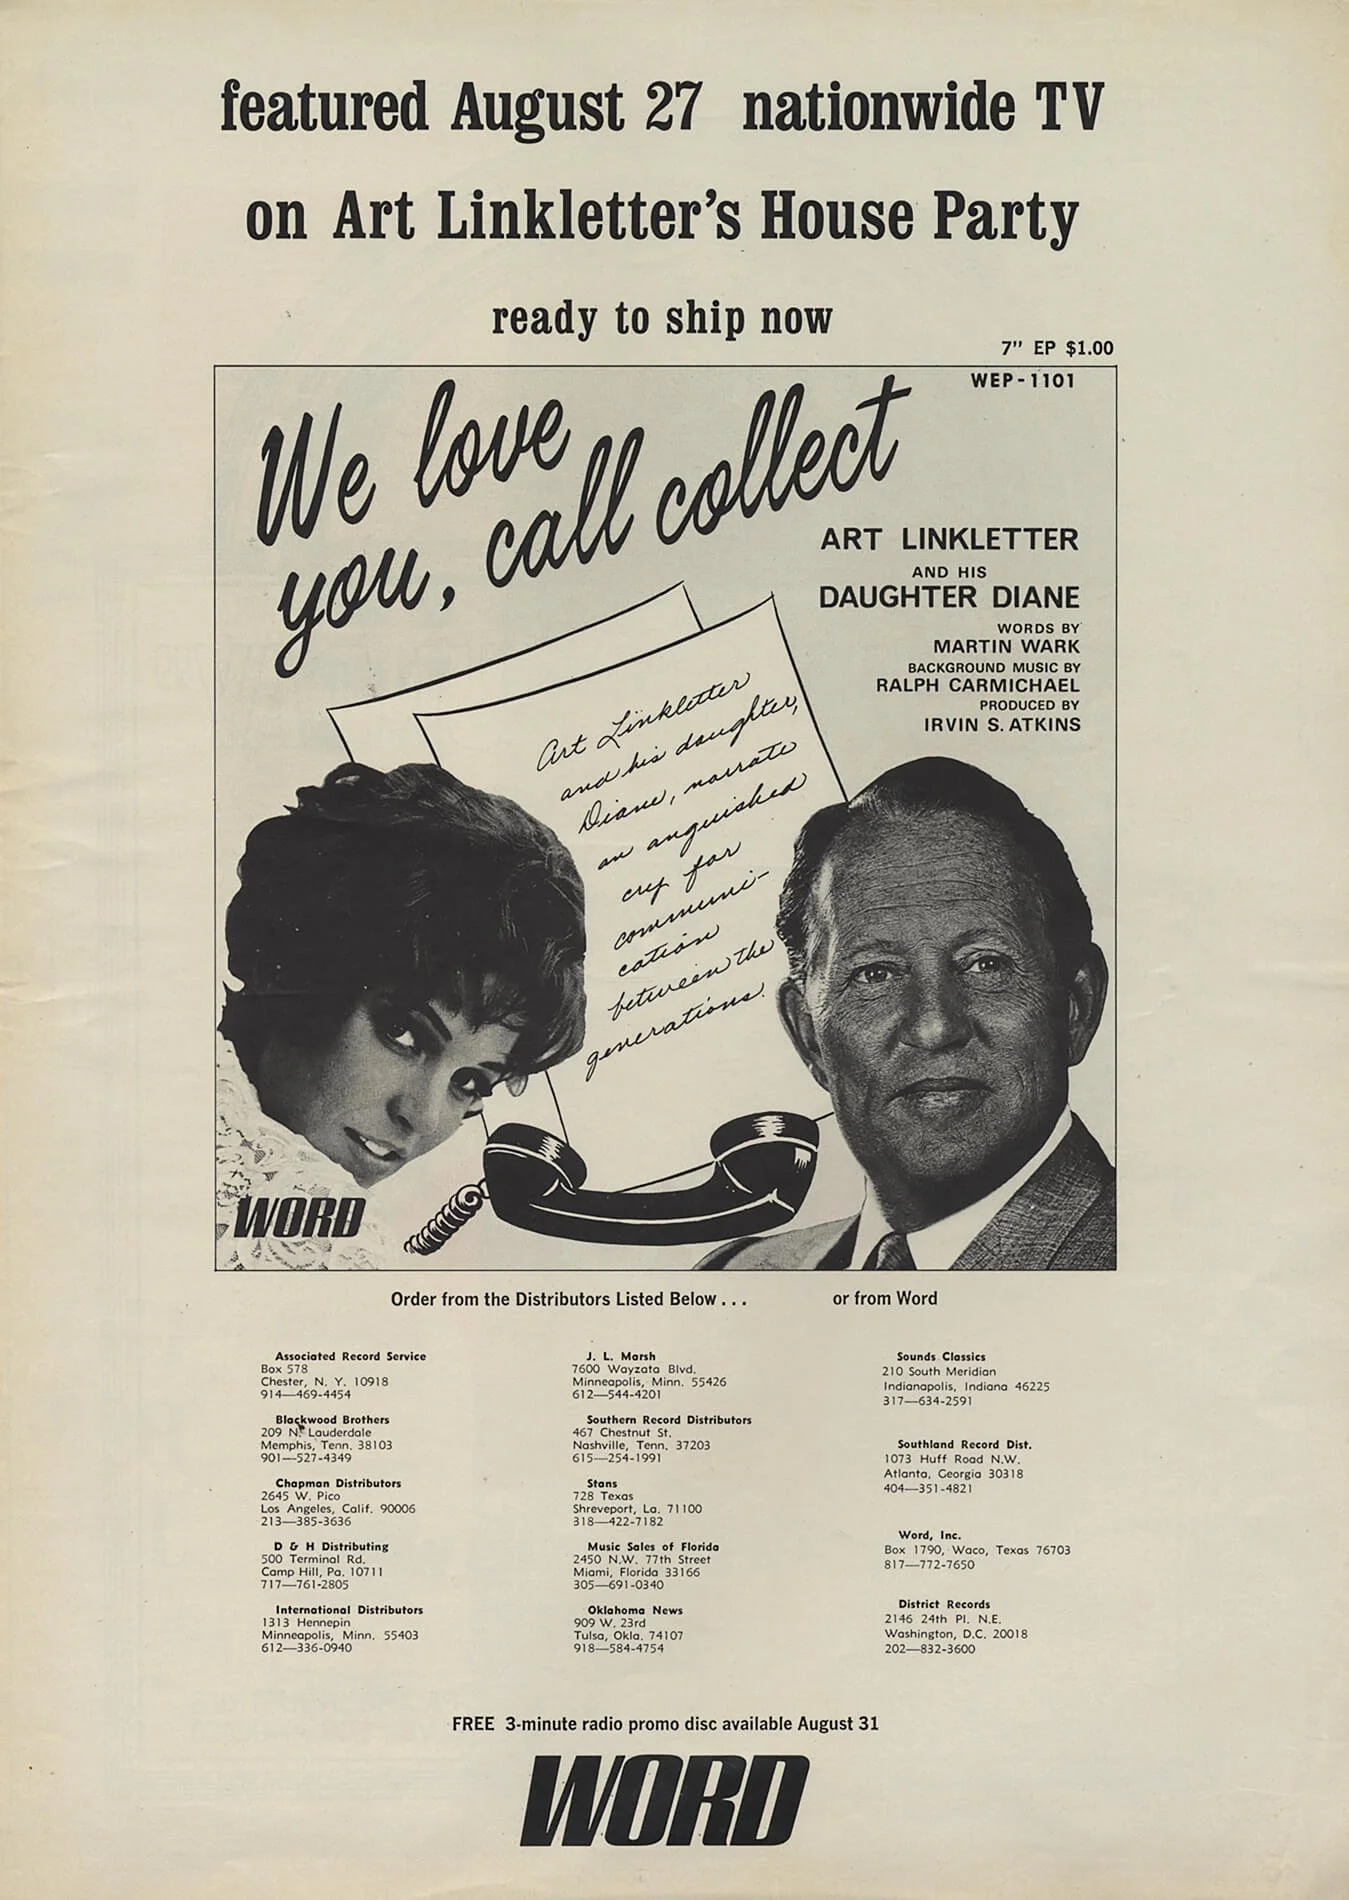 featured August 27 nationwide TV
on Art Linkletter's House Party
ready to ship now
7" EP $1.00
WEP-1101
We love
you, call collect
ART LINKLETTER
AND HIS
DAUGHTER DIANE
WORDS BY
MARTIN WARK
BACKGROUND MUSIC BY
RALPH CARMICHAEL
PRODUCED BY
IRVIN S. ATKINS
Art Linkletter
and his daughter,
Diane, narrate
an anguished
cry for
communi-
cation
between the
generations.
WORD
Order from the Distributors Listed Below . . .
or from Word
Associated Record Service
Box 578
Chester, N. Y. 10918
914—469-4454
Blackwood Brothers
209 N. Lauderdale
Memphis, Tenn. 38103
901—527-4349
Chapman Distributors
2645 W. Pico
Los Angeles, Calif. 90006
213—385-3636
D & H Distributing
500 Terminal Rd.
Camp Hill, Pa. 10711
717—761-2805
International Distributors
1313 Hennepin
Minneapolis, Minn. 55403
612—336-0940
J. L. Marsh
7600 Wayzata Blvd.
Minneapolis, Minn. 55426
612—544-4201
Southern Record Distributors
467 Chestnut St.
Nashville, Tenn. 37203
615—254-1991
Stans
728 Texas
Shreveport, La. 71100
318—422-7182
Music Sales of Florida
2450 N.W. 77th Street
Miami, Florida 33166
305—691-0340
Oklahoma News
909 W. 23rd
Tulsa, Okla. 74107
918—584-4754
Sounds Classics
210 South Meridian
Indianapolis, Indiana 46225
317—634-2591
Southland Record Dist.
1073 Huff Road N.W.
Atlanta, Georgia 30318
404—351-4821
Word, Inc.
Box 1790, Waco, Texas 76703
817—772-7650
District Records
2146 24th Pl. N.E.
Washington, D.C. 20018
202—832-3600
FREE 3-minute radio promo disc available August 31
WORD